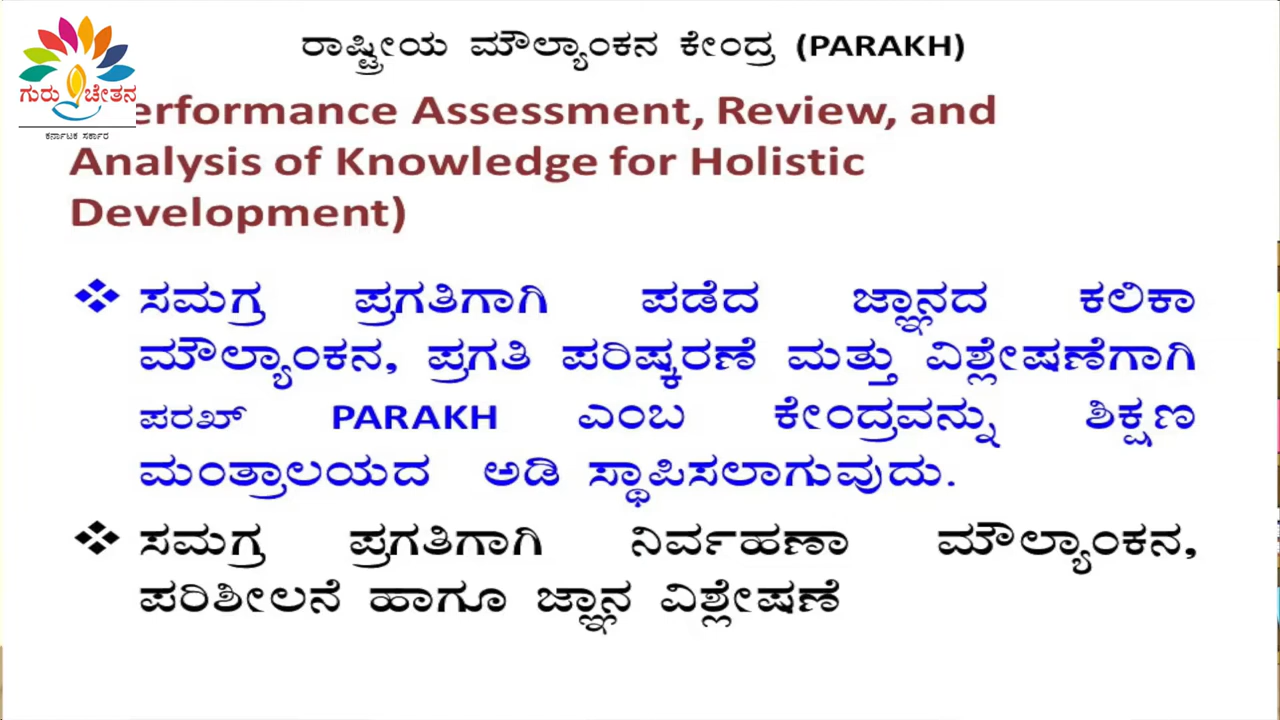 ರಾಷ್ಟ್ರೀಯ ಮೌಲ್ಯಾಂಕನ ಕೇಂದ್ರ (PARAKH)
ಗುರು ಚೇತನ
ಕರ್ನಾಟಕ ಸರ್ಕಾರ
erformance Assessment, Review, and
Analysis of Knowledge for Holistic
Development)
❖ ಸಮಗ್ರ ಪ್ರಗತಿಗಾಗಿ ಪಡೆದ ಜ್ಞಾನದ ಕಲಿಕಾ
ಮೌಲ್ಯಾಂಕನ, ಪ್ರಗತಿ ಪರಿಷ್ಕರಣೆ ಮತ್ತು ವಿಶ್ಲೇಷಣೆಗಾಗಿ
ಪರಖ್ PARAKH ಎಂಬ ಕೇಂದ್ರವನ್ನು ಶಿಕ್ಷಣ
ಮಂತ್ರಾಲಯದ ಅಡಿ ಸ್ಥಾಪಿಸಲಾಗುವುದು.
❖ ಸಮಗ್ರ ಪ್ರಗತಿಗಾಗಿ ನಿರ್ವಹಣಾ ಮೌಲ್ಯಾಂಕನ,
ಪರಿಶೀಲನೆ ಹಾಗೂ ಜ್ಞಾನ ವಿಶ್ಲೇಷಣೆ